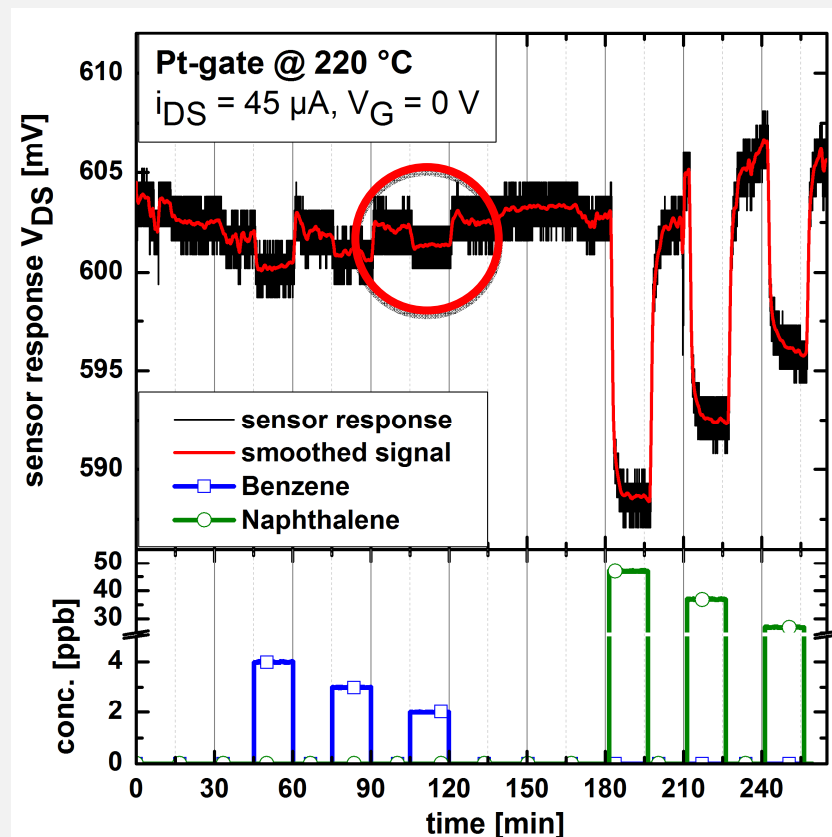 Pt-gate @ 220 °C
iDS = 45 µA, VG = 0 V
sensor response VDS [mV]
610
605
600
595
590
sensor response
smoothed signal
Benzene
Naphthalene
conc. [ppb]
50
40
30
4
2
0
0 30 60 90 120 150 180 210 240
time [min]